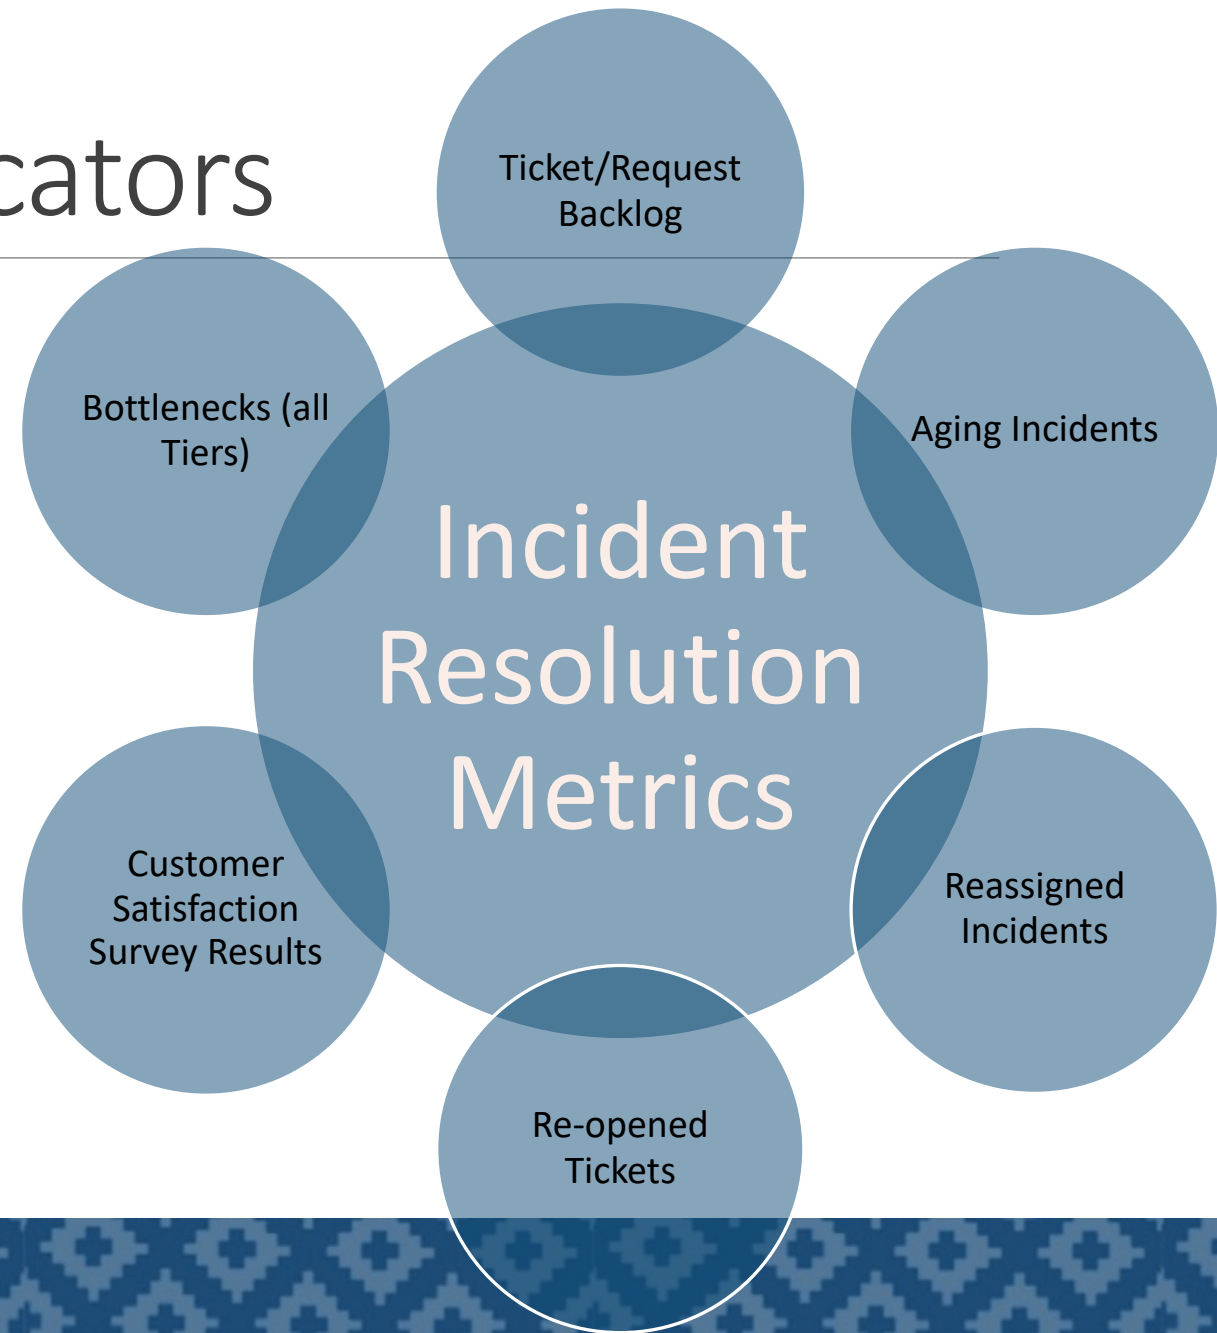 cators
Ticket/Request
Backlog
Aging Incidents
Reassigned
Incidents
Re-opened
Tickets
Customer
Satisfaction
Survey Results
Bottlenecks (all
Tiers)
Incident
Resolution
Metrics